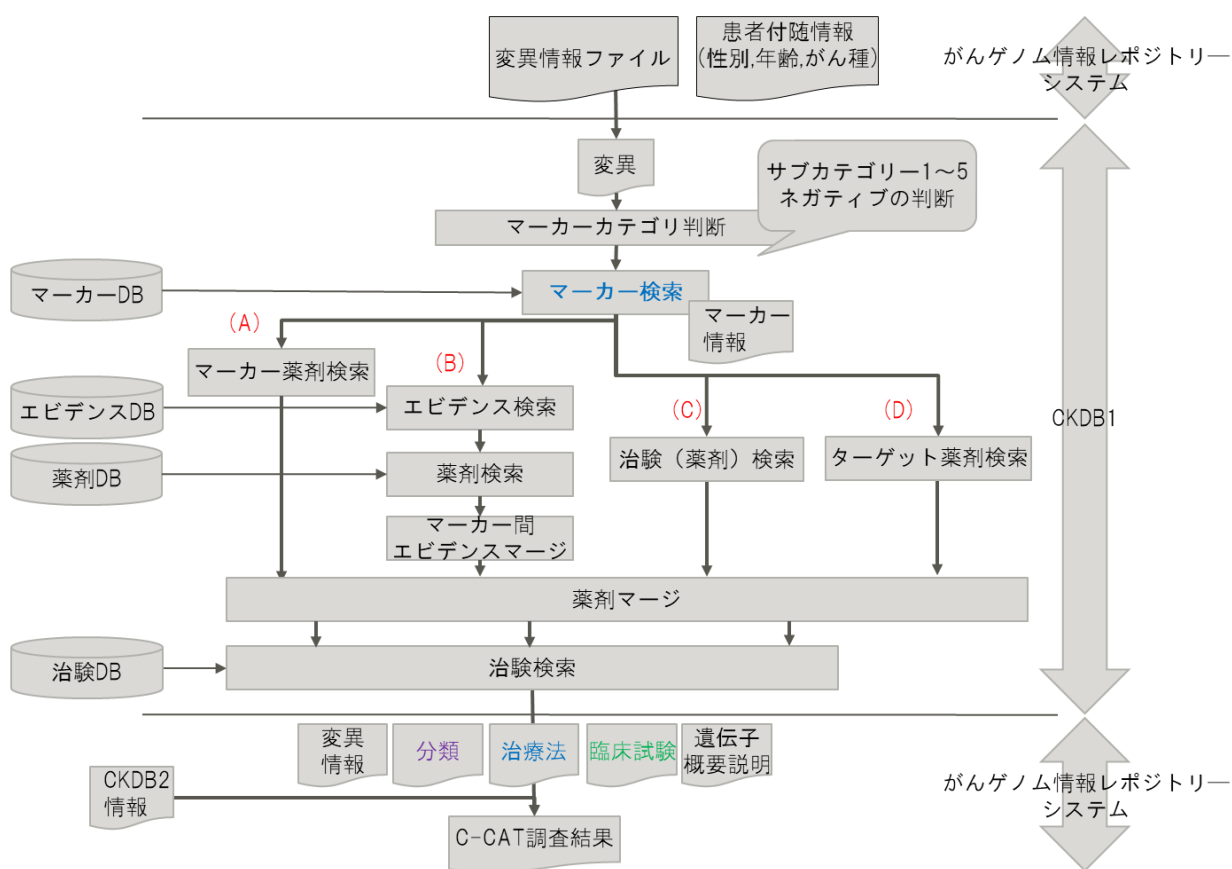 変異情報ファイル
患者付随情報
(性別,年齢,がん種)
がんゲノム情報レポジトリー
システム
変異
サブカテゴリー1～5
ネガティブの判断
マーカーカテゴリ判断
マーカーDB
マーカー検索
マーカー
情報
(A)
マーカー薬剤検索
(B)
エビデンスDB
エビデンス検索
(C)
(D)
CKDB1
治験（薬剤）検索
ターゲット薬剤検索
薬剤DB
薬剤検索
マーカー間
エビデンスマージ
薬剤マージ
治験DB
治験検索
変異
情報
分類
治療法
臨床試験
遺伝子
概要説明
CKDB2
情報
がんゲノム情報レポジトリー
システム
C-CAT調査結果